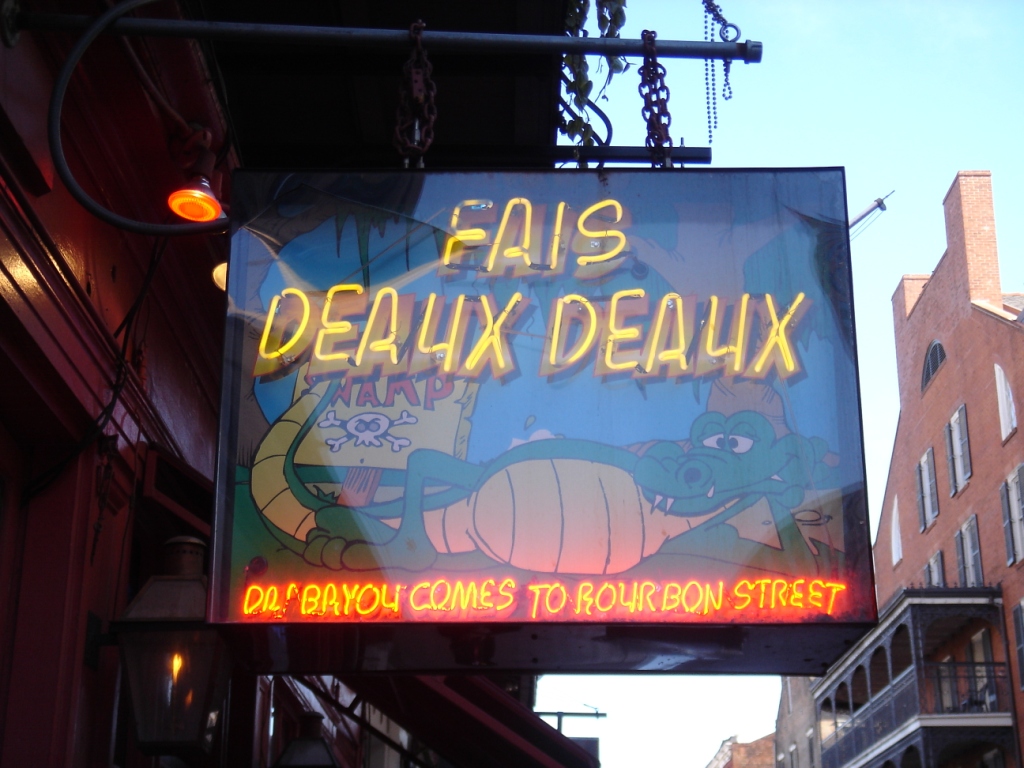 FAIS
DEAUX DEAUX
SWAMP
DA BAYOU COMES TO BOURBON STREET